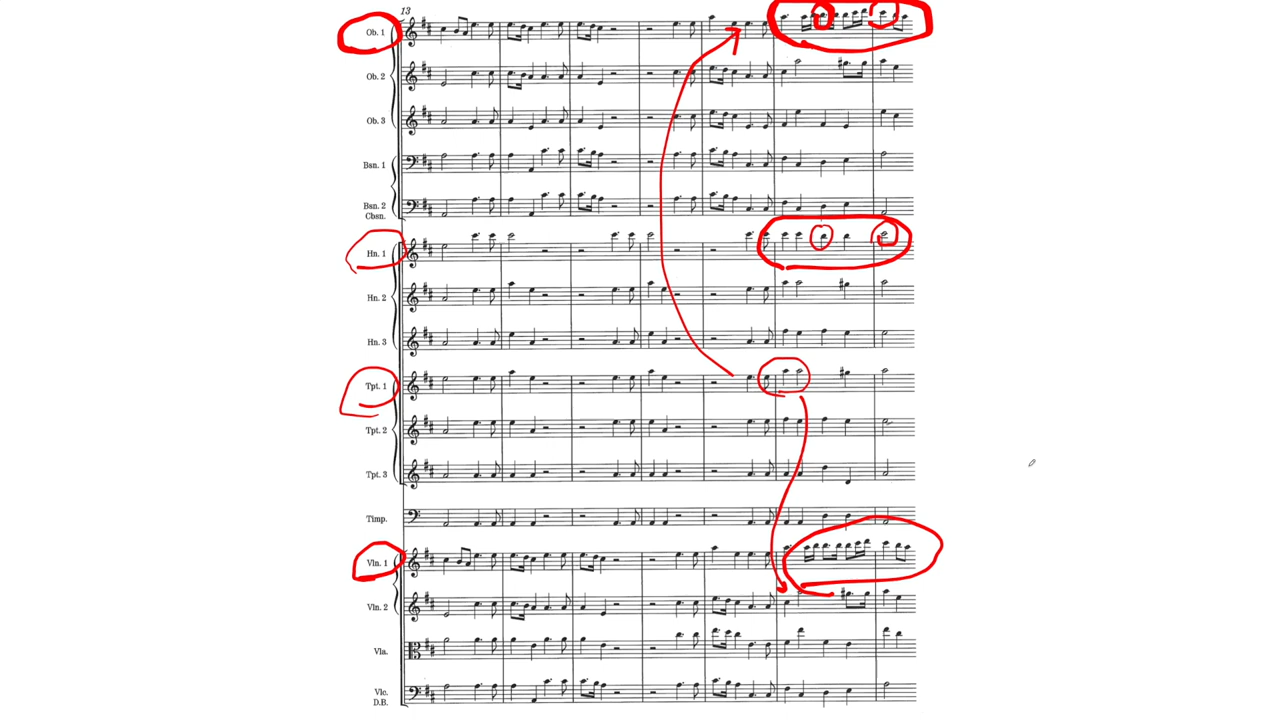 13
Ob. 1
Ob. 2
Ob. 3
Bsn. 1
Bsn. 2
Cbsn.
Hn. 1
Hn. 2
Hn. 3
Tpt. 1
Tpt. 2
Tpt. 3
Timp.
Vln. 1
Vln. 2
Vla.
Vlc.
D.B.